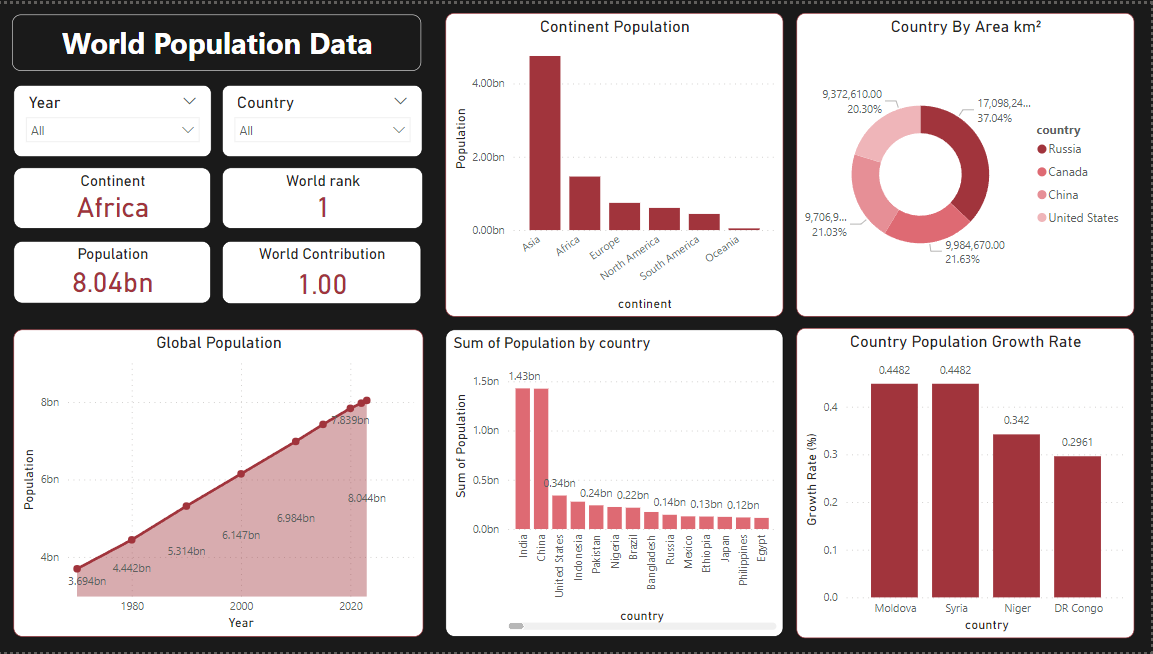 World Population Data
Year
All
Country
All
Continent
Africa
World rank
1
Population
8.04bn
World Contribution
1.00
Continent Population
Population
4.00bn
2.00bn
0.00bn
Asia
Africa
Europe
North America
South America
Oceania
continent
Country By Area km²
9,372,610.00
20.30%
17,098,24...
37.04%
9,706,9...
21.03%
9,984,670.00
21.63%
country
Russia
Canada
China
United States
Global Population
Population
8bn
6bn
4bn
3.694bn
4.442bn
5.314bn
6.147bn
6.984bn
7.839bn
8.044bn
1980
2000
2020
Year
Sum of Population by country
Sum of Population
1.5bn
1.0bn
0.5bn
0.0bn
1.43bn
0.34bn
0.24bn
0.22bn
0.14bn
0.13bn
0.12bn
India
China
United States
Indonesia
Pakistan
Nigeria
Brazil
Bangladesh
Russia
Mexico
Ethiopia
Japan
Philippines
Egypt
country
Country Population Growth Rate
Growth Rate (%)
0.4
0.3
0.2
0.1
0.0
0.4482
0.4482
0.342
0.2961
Moldova
Syria
Niger
DR Congo
country